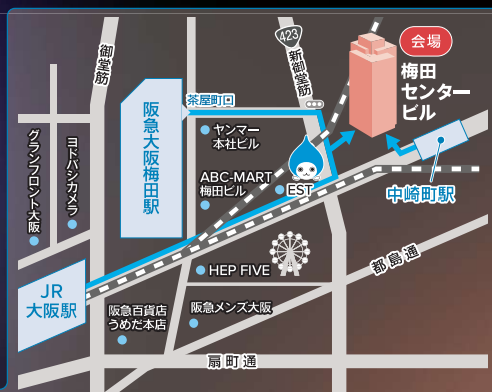 423
御堂筋
新御堂筋
会場
梅田
センター
ビル
茶屋町口
阪急大阪梅田駅
ヤンマー
本社ビル
グランフロント大阪
ヨドバシカメラ
ABC-MART
梅田ビル
EST
中崎町駅
都島通
HEP FIVE
JR
大阪駅
阪急百貨店
うめだ本店
阪急メンズ大阪
扇町通